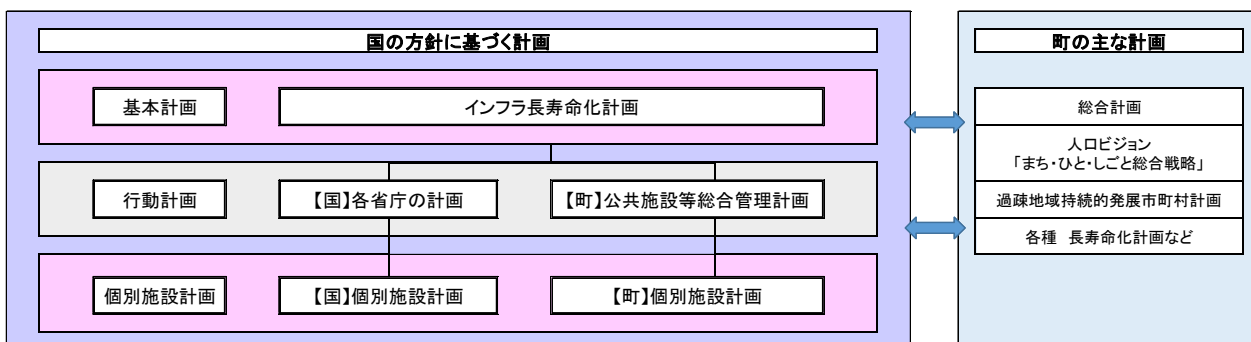 国の方針に基づく計画
基本計画
インフラ長寿命化計画
行動計画
【国】各省庁の計画
【町】公共施設等総合管理計画
個別施設計画
【国】個別施設計画
【町】個別施設計画
町の主な計画
総合計画
人口ビジョン
「まち・ひと・しごと総合戦略」
過疎地域持続的発展市町村計画
各種　長寿命化計画など